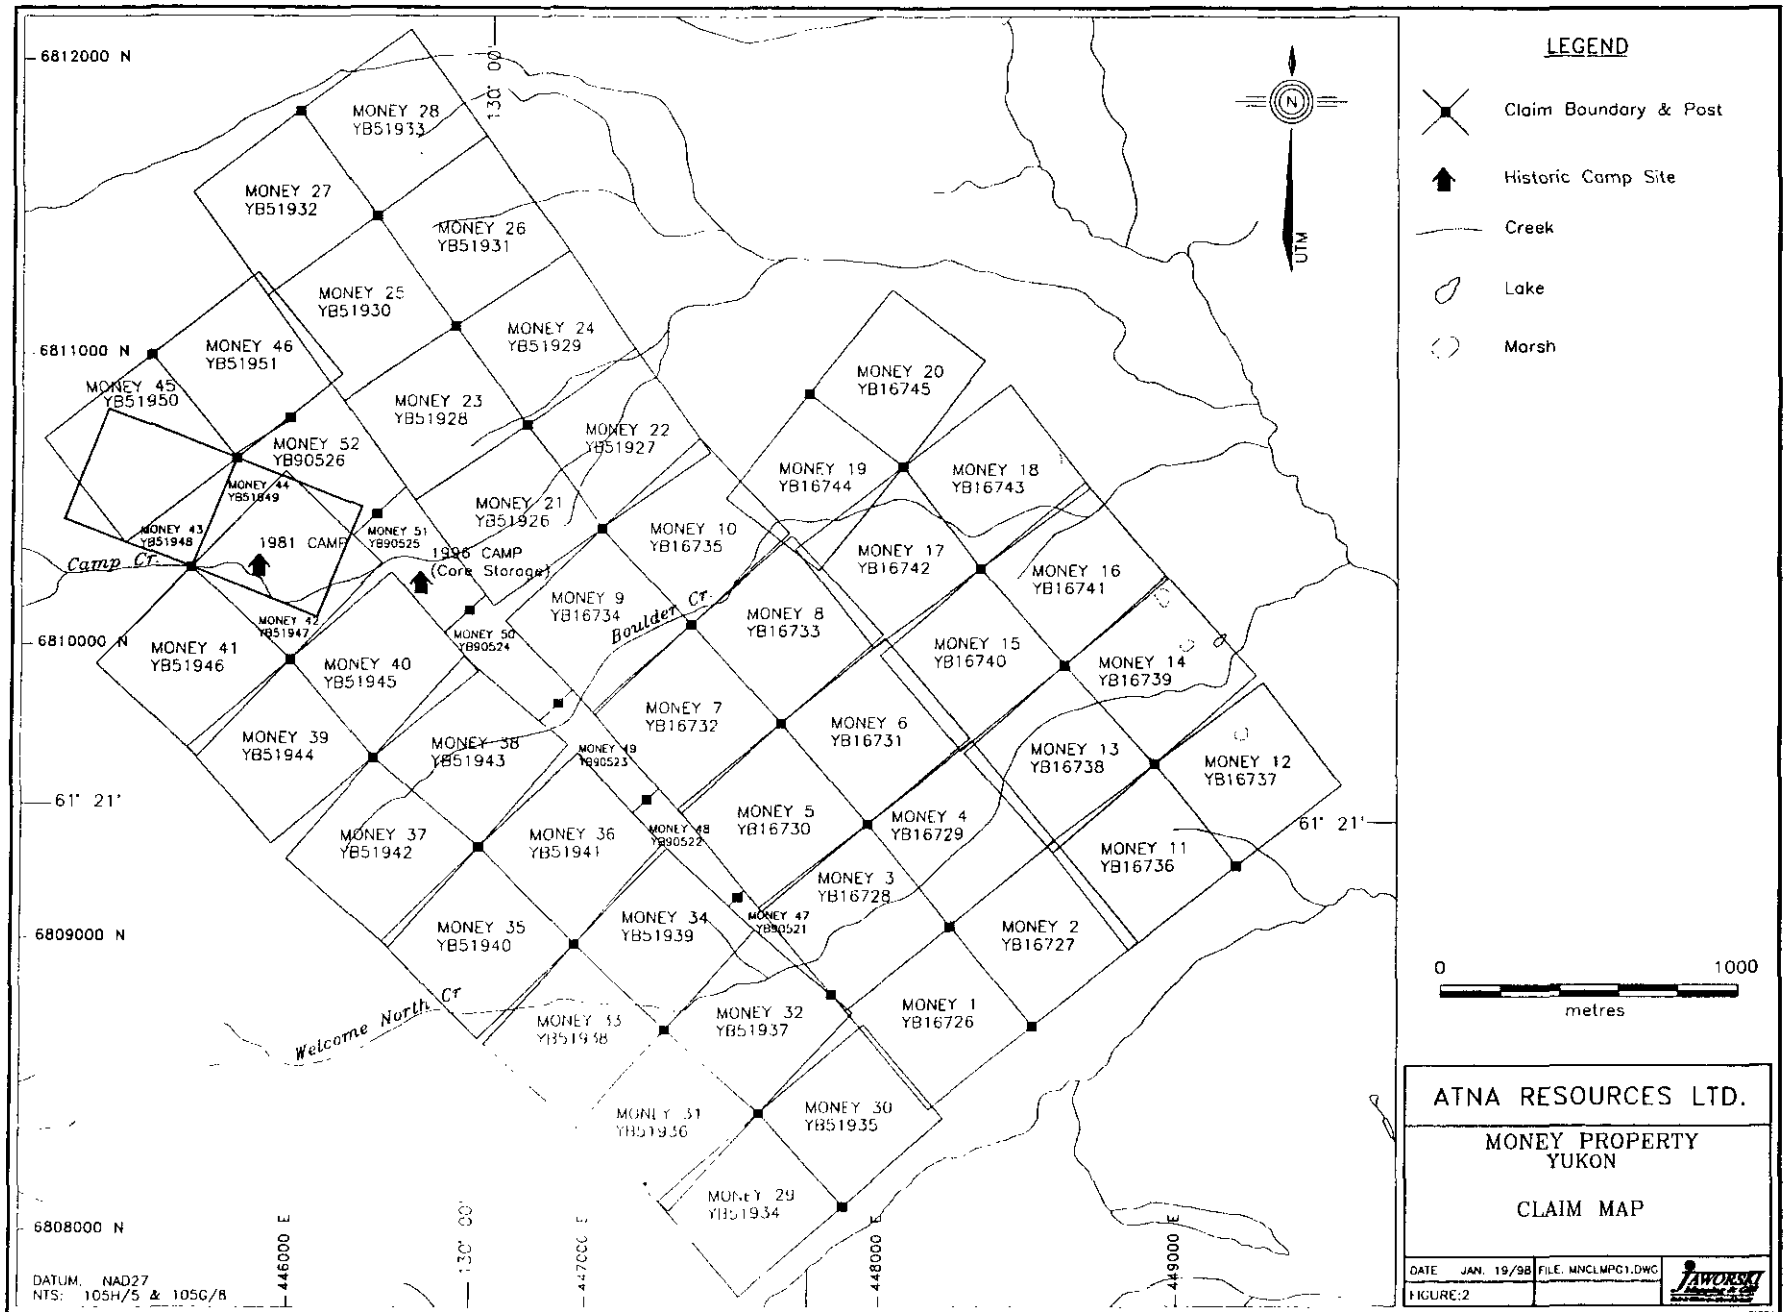 6812000 N
130° 00'
MONEY 28
YB51933
MONEY 27
YB51932
MONEY 26
YB51931
MONEY 25
YB51930
MONEY 24
YB51929
6811000 N
MONEY 46
YB51951
MONEY 45
YB51950
MONEY 23
YB51928
MONEY 22
YB51927
MONEY 20
YB16745
MONEY 52
YB90526
MONEY 19
YB16744
MONEY 18
YB16743
MONEY 44
YB51949
MONEY 21
YB51926
MONEY 43
YB51948
MONEY 51
YB90525
MONEY 10
YB16735
1981 CAMP
1996 CAMP
(Core Storage)
MONEY 17
YB16742
Camp Cr.
MONEY 16
YB16741
MONEY 9
YB16734
Boulder Cr.
MONEY 8
YB16733
6810000 N
MONEY 42
YB51947
MONEY 50
YB90524
MONEY 41
YB51946
MONEY 40
YB51945
MONEY 15
YB16740
MONEY 14
YB16739
MONEY 7
YB16732
MONEY 6
YB16731
MONEY 39
YB51944
MONEY 38
YB51943
MONEY 49
YB90523
MONEY 13
YB16738
MONEY 12
YB16737
61° 21'
61° 21'
MONEY 37
YB51942
MONEY 36
YB51941
MONEY 48
YB90522
MONEY 5
YB16730
MONEY 4
YB16729
MONEY 11
YB16736
MONEY 3
YB16728
MONEY 35
YB51940
MONEY 34
YB51939
MONEY 47
YB90521
MONEY 2
YB16727
6809000 N
Welcome North Cr
MONEY 33
YB51938
MONEY 32
YB51937
MONEY 1
YB16726
MONEY 31
YB51936
MONEY 30
YB51935
MONEY 29
YB51934
6808000 N
446000 E
130° 00'
447000 E
448000 E
449000 E
DATUM: NAD27
NTS: 105H/5 & 105G/8
N
UTM
LEGEND
Claim Boundary & Post
Historic Camp Site
Creek
Lake
Marsh
0 1000
metres
ATNA RESOURCES LTD.
MONEY PROPERTY
YUKON
CLAIM MAP
DATE JAN. 19/98 FILE: MNCLMPG1.DWG
FIGURE:2
JAWORSKI